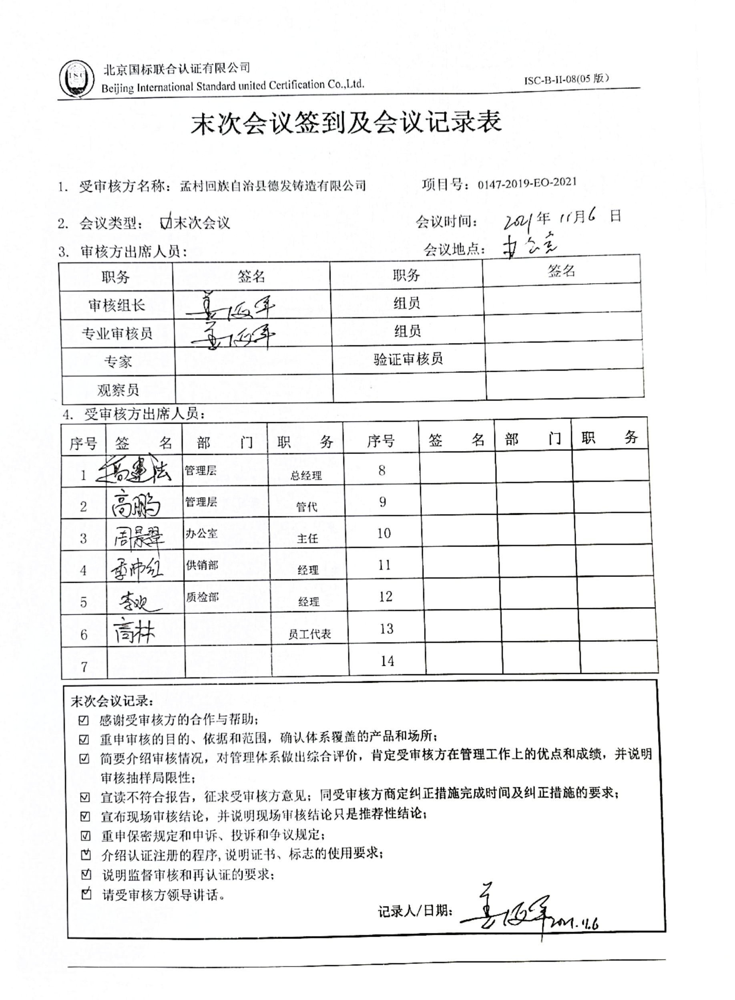 ISC
北京国标联合认证有限公司
Beijing International Standard united Certification Co.,Ltd.
ISC-B-II-08(05 版)
末次会议签到及会议记录表
1. 受审核方名称：孟村回族自治县德发铸造有限公司 项目号：0147-2019-EO-2021
2. 会议类型：☑末次会议 会议时间： 2021年 11月6 日
3. 审核方出席人员： 会议地点：办公室
职务 签名 职务 签名
审核组长 组员
专业审核员 组员
专家 验证审核员
观察员
4. 受审核方出席人员：
序号 签 名 部 门 职 务 序号 签 名 部 门 职 务
1 高建法 管理层 总经理 8
2 高鹏 管理层 管代 9
3 办公室 主任 10
4 供销部 经理 11
5 李欢 质检部 经理 12
6 高林 员工代表 13
7 14
末次会议记录：
☑ 感谢受审核方的合作与帮助；
☑ 重申审核的目的、依据和范围，确认体系覆盖的产品和场所；
☑ 简要介绍审核情况，对管理体系做出综合评价，肯定受审核方在管理工作上的优点和成绩，并说明
审核抽样局限性；
☑ 宣读不符合报告，征求受审核方意见；同受审核方商定纠正措施完成时间及纠正措施的要求；
☑ 宣布现场审核结论，并说明现场审核结论只是推荐性结论；
☑ 重申保密规定和申诉、投诉和争议规定；
☑ 介绍认证注册的程序,说明证书、标志的使用要求；
☑ 说明监督审核和再认证的要求；
☑ 请受审核方领导讲话。
记录人/日期： 2021.11.6